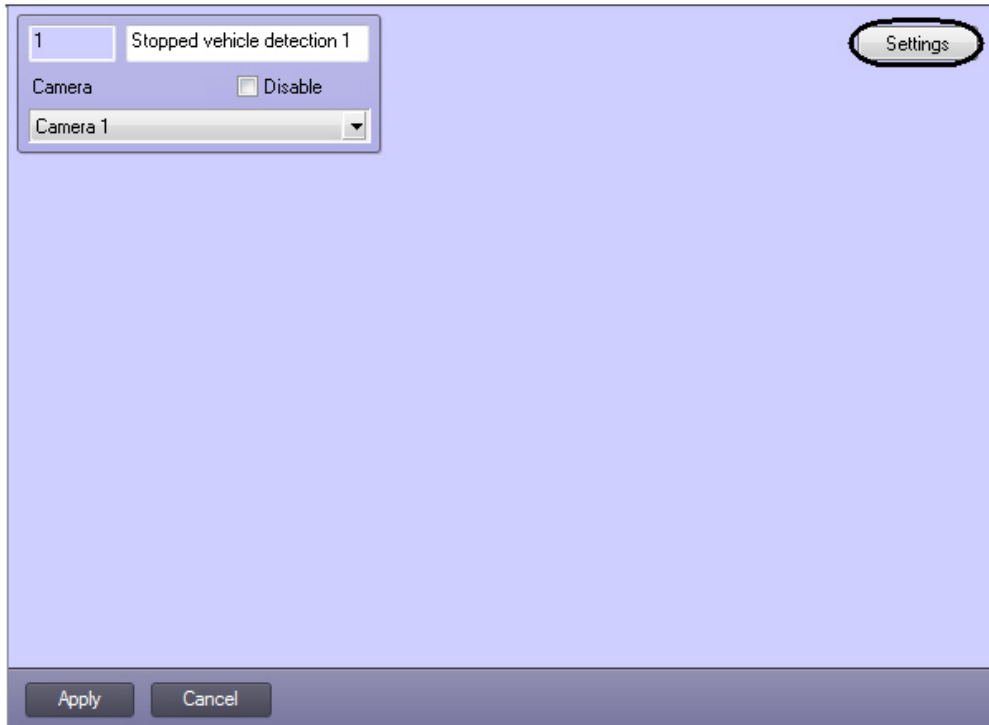 1 Stopped vehicle detection 1
Settings
Camera Disable
Camera 1
Apply Cancel